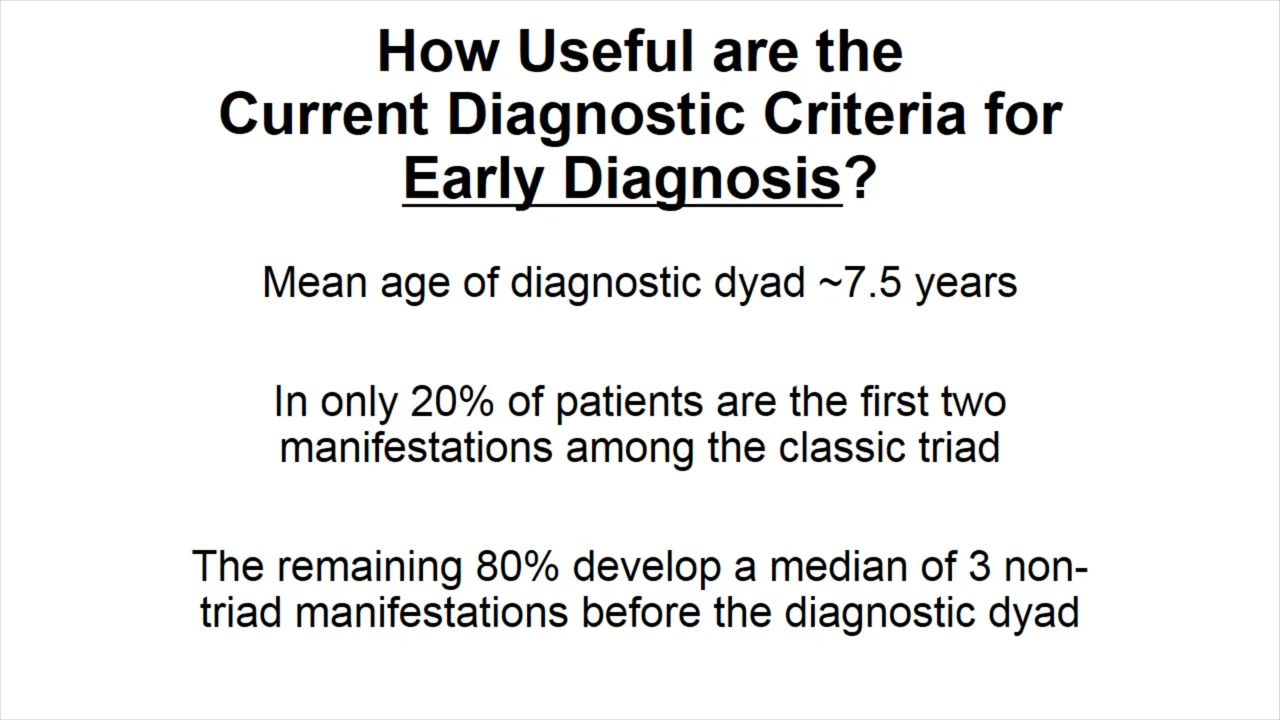 How Useful are the
Current Diagnostic Criteria for
Early Diagnosis?
Mean age of diagnostic dyad ~7.5 years
In only 20% of patients are the first two
manifestations among the classic triad
The remaining 80% develop a median of 3 non-
triad manifestations before the diagnostic dyad